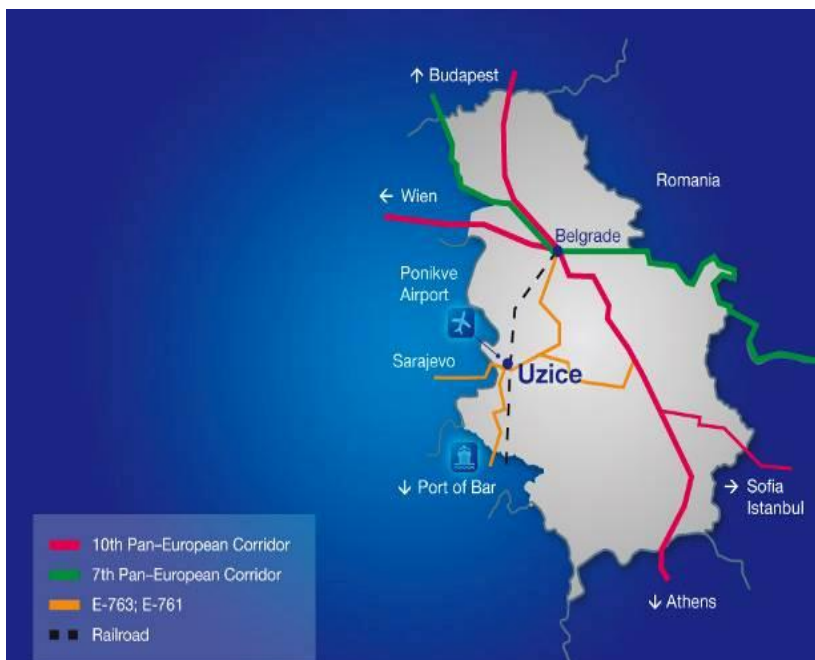 ↑ Budapest
Romania
← Wien
Belgrade
Ponikve
Airport
Sarajevo
Uzice
↓ Port of Bar
→ Sofia
Istanbul
↓ Athens
10th Pan–European Corridor
7th Pan–European Corridor
E-763; E-761
Railroad